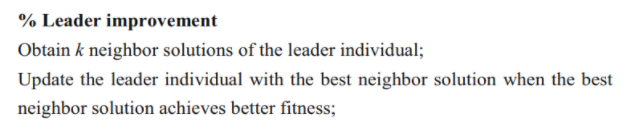 % Leader improvement
Obtain k neighbor solutions of the leader individual;
Update the leader individual with the best neighbor solution when the best
neighbor solution achieves better fitness;